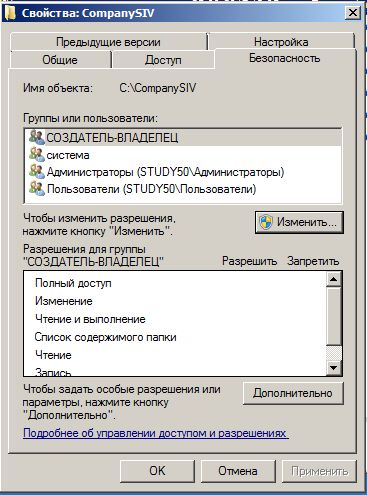 Свойства: CompanySIV
Предыдущие версии Настройка
Общие Доступ Безопасность
Имя объекта: C:\CompanySIV
Группы или пользователи:
СОЗДАТЕЛЬ-ВЛАДЕЛЕЦ
система
Администраторы (STUDY50\Администраторы)
Пользователи (STUDY50\Пользователи)
Чтобы изменить разрешения,
нажмите кнопку "Изменить".
Изменить...
Разрешения для группы
"СОЗДАТЕЛЬ-ВЛАДЕЛЕЦ" Разрешить Запретить
Полный доступ
Изменение
Чтение и выполнение
Список содержимого папки
Чтение
Запись
Чтобы задать особые разрешения или
параметры, нажмите кнопку
"Дополнительно".
Дополнительно
Подробнее об управлении доступом и разрешениях
OK Отмена Применить